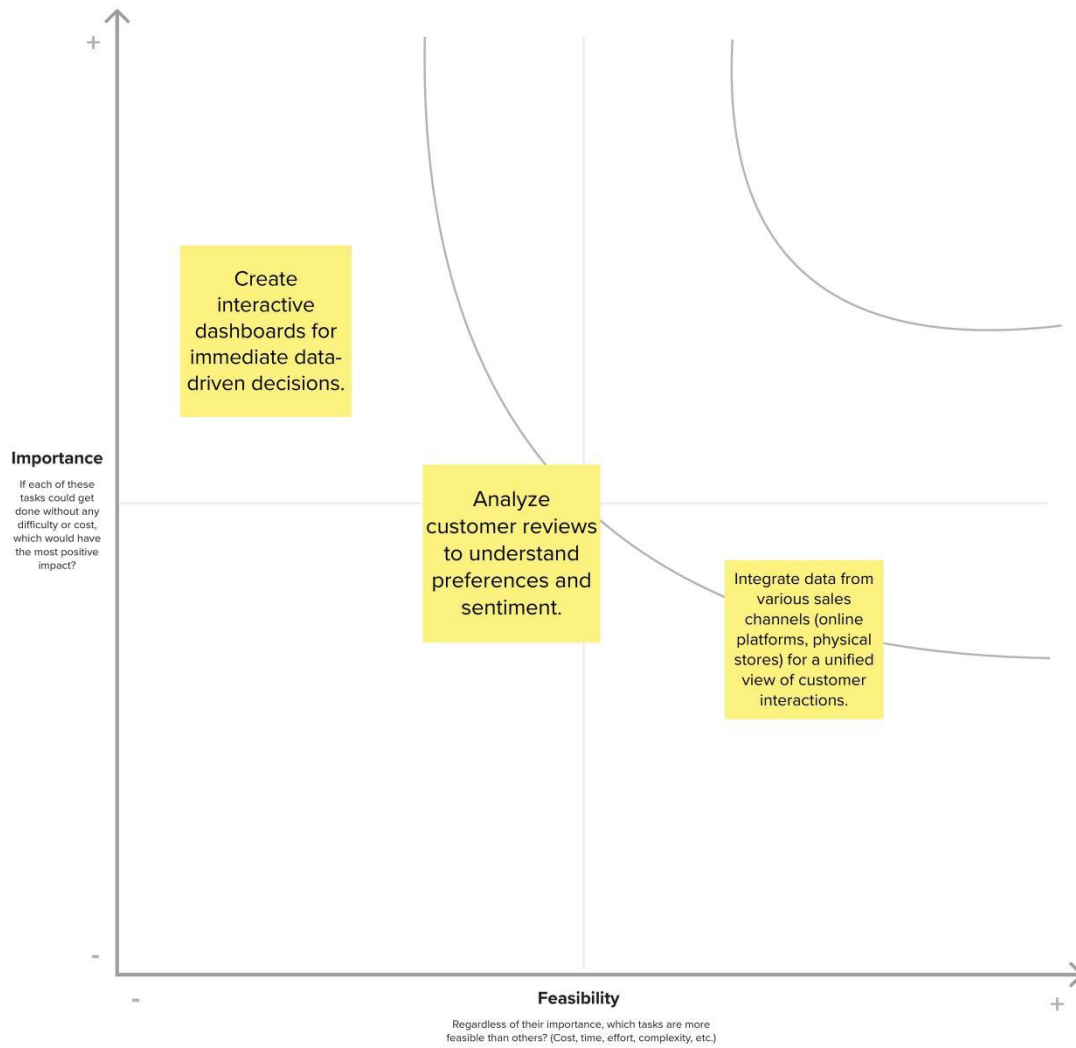 +
Create
interactive
dashboards for
immediate data-
driven decisions.
Importance
If each of these
tasks could get
done without any
difficulty or cost,
which would have
the most positive
impact?
Analyze
customer reviews
to understand
preferences and
sentiment.
Integrate data from
various sales
channels (online
platforms, physical
stores) for a unified
view of customer
interactions.
-
-
Feasibility
+
Regardless of their importance, which tasks are more
feasible than others? (Cost, time, effort, complexity, etc.)